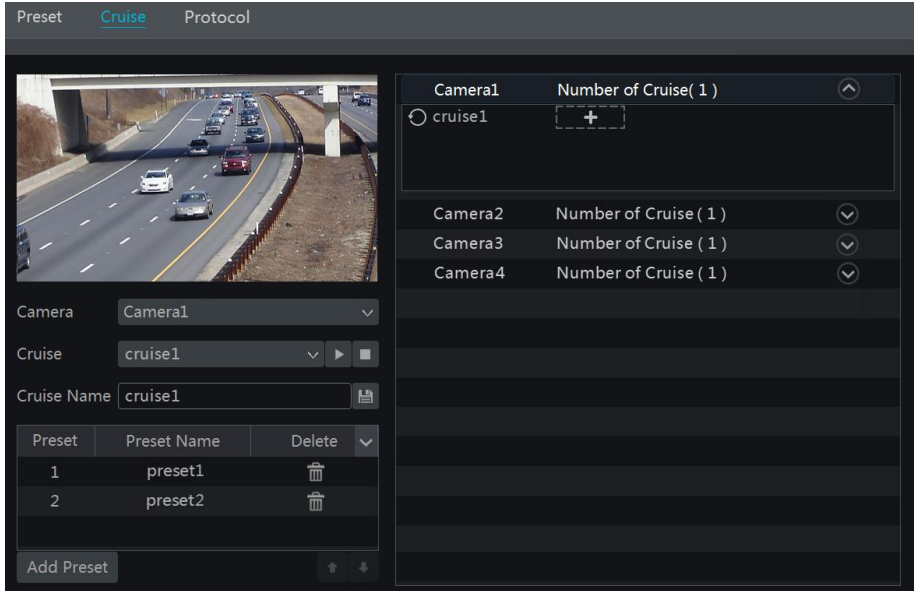 Preset Cruise Protocol
Camera1 Number of Cruise( 1 )
cruise1 +
Camera2 Number of Cruise ( 1 )
Camera3 Number of Cruise ( 1 )
Camera4 Number of Cruise ( 1 )
Camera Camera1
Cruise cruise1
Cruise Name cruise1
Preset Preset Name Delete
1 preset1
2 preset2
Add Preset